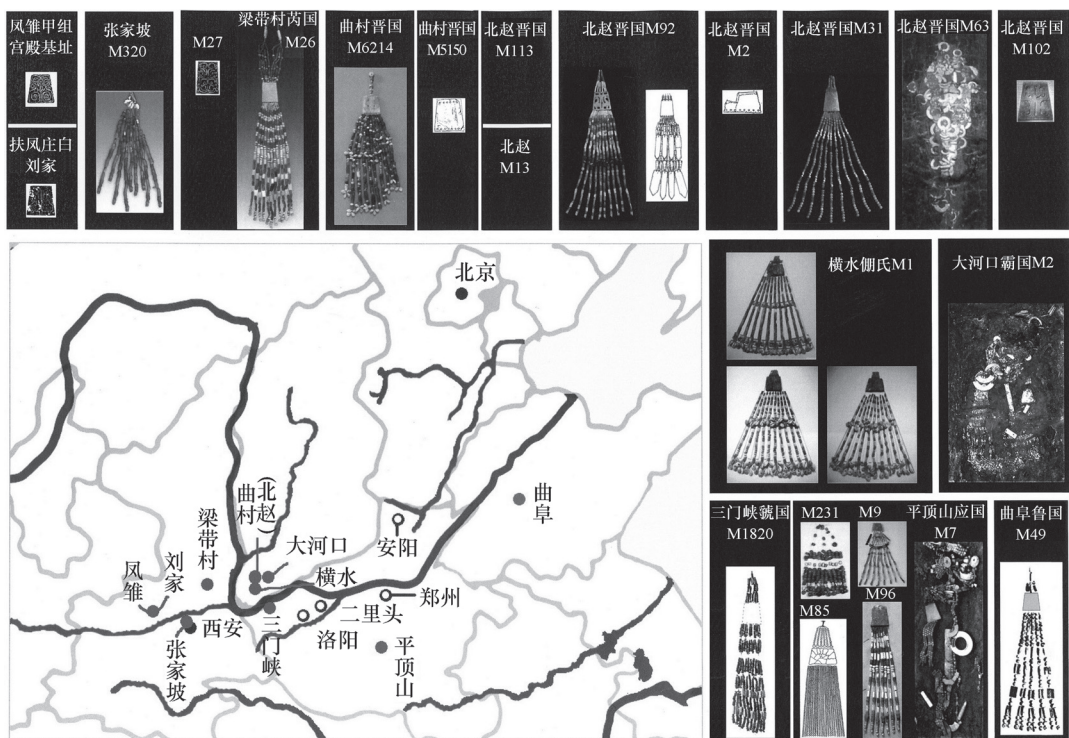 凤雏甲组
宫殿基址
扶风庄白
刘家
张家坡
M320
梁带村芮国
M27
M26
曲村晋国
M6214
曲村晋国
M5150
北赵晋国
M113
北赵
M13
北赵晋国M92
北赵晋国
M2
北赵晋国M31
北赵晋国M63
北赵晋国
M102
北京
曲村(北赵)
大河口
梁带村
刘家
凤雏
横水
安阳
曲阜
郑州
二里头
洛阳
西安
三门峡
张家坡
平顶山
横水倗氏M1
大河口霸国M2
三门峡虢国
M1820
M231
M9
M85
M96
平顶山应国
M7
曲阜鲁国
M49